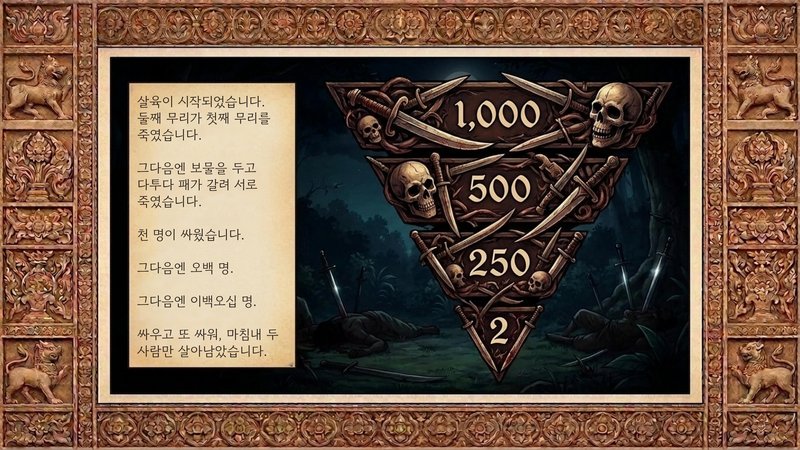 살육이 시작되었습니다.
둘째 무리가 첫째 무리를
죽였습니다.
그다음엔 보물을 두고
다투다 패가 갈려 서로
죽였습니다.
천 명이 싸웠습니다.
그다음엔 오백 명.
그다음엔 이백오십 명.
싸우고 또 싸워, 마침내 두
사람만 살아남았습니다.
1,000
500
250
2